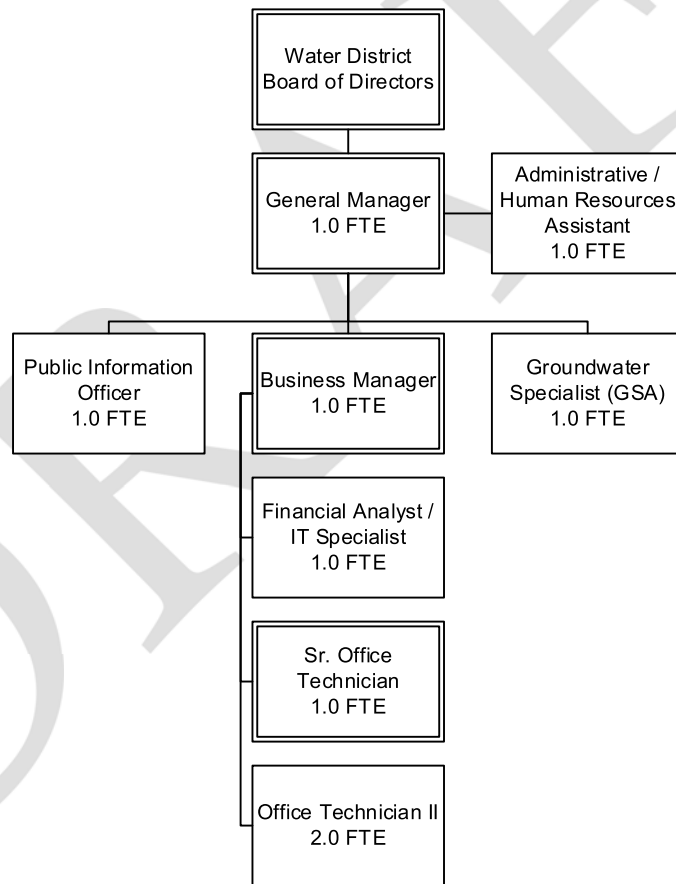 Water District
Board of Directors
General Manager
1.0 FTE
Administrative /
Human Resources
Assistant
1.0 FTE
Public Information
Officer
1.0 FTE
Business Manager
1.0 FTE
Groundwater
Specialist (GSA)
1.0 FTE
Financial Analyst /
IT Specialist
1.0 FTE
Sr. Office
Technician
1.0 FTE
Office Technician II
2.0 FTE